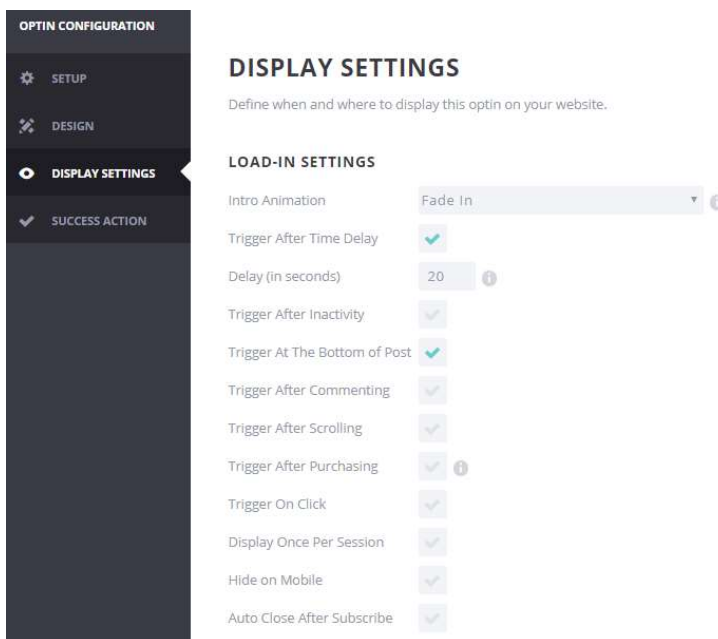 OPTIN CONFIGURATION
SETUP
DESIGN
DISPLAY SETTINGS
SUCCESS ACTION
DISPLAY SETTINGS
Define when and where to display this optin on your website.
LOAD-IN SETTINGS
Intro Animation Fade In
Trigger After Time Delay
Delay (in seconds) 20
Trigger After Inactivity
Trigger At The Bottom of Post
Trigger After Commenting
Trigger After Scrolling
Trigger After Purchasing
Trigger On Click
Display Once Per Session
Hide on Mobile
Auto Close After Subscribe